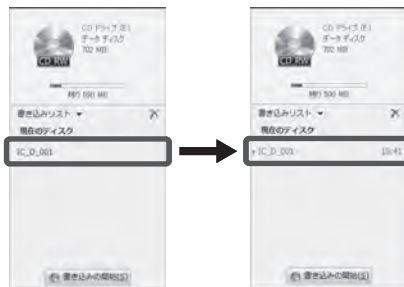 CD ドライブ (E)
データ ディスク
702 MB
CD RW
残り 590 MB
書き込みリスト ▼
現在のディスク
IC_D_001
書き込みの開始(S)
CD ドライブ (E)
データ ディスク
702 MB
CD RW
残り 590 MB
書き込みリスト ▼
現在のディスク
IC_D_001
書き込みの開始(S)